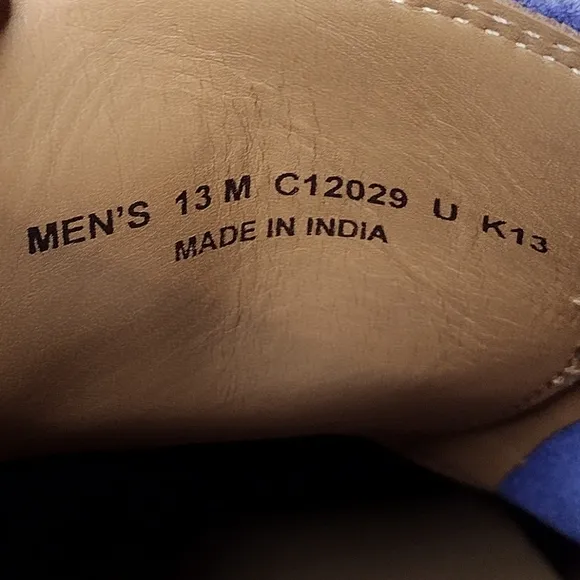 MEN'S 13 M C12029 U K13
MADE IN INDIA